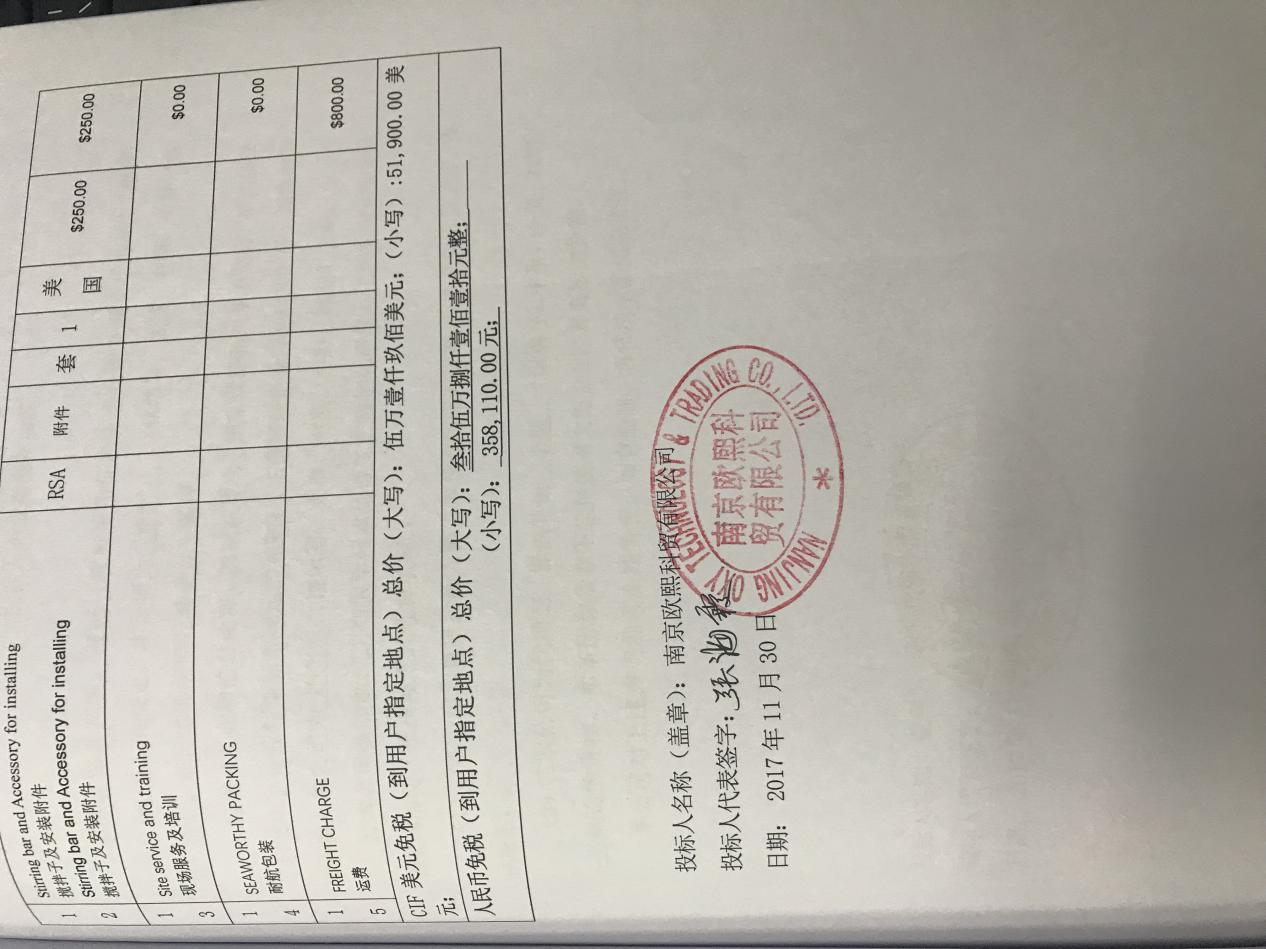 Stirring bar and Accessory for installing
搅拌子及安装附件
12 Stirring bar and Accessory for installing 搅拌子及安装附件 RSA 附件 套 1 美国 $250.00 $250.00
13 Site service and training 现场服务及培训 $0.00
14 SEAWORTHY PACKING 耐航包装 $0.00
15 FREIGHT CHARGE 运费 $800.00
CIF 美元免税（到用户指定地点）总价（大写）：伍万壹仟玖佰美元；（小写）:51,900.00 美
元；
人民币免税（到用户指定地点）总价（大写）：叁拾伍万捌仟壹佰壹拾元整；
（小写）：358,110.00 元；
投标人名称（盖章）：南京欧熙科贸有限公司
投标人代表签字：
日期： 2017 年 11 月 30 日
NANJING OXY TECHNOLOGY & TRADING CO., LTD.
南京欧熙科
贸有限公司